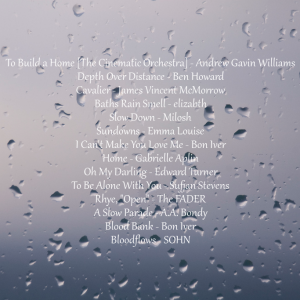 To Build a Home [The Cinematic Orchestra] - Andrew Gavin Williams
Depth Over Distance - Ben Howard
Cavalier - James Vincent McMorrow
Baths Rain Smell - elizabth
Slow Down - Milosh
Sundowns - Emma Louise
I Can't Make You Love Me - Bon Iver
Home - Gabrielle Aplin
Oh My Darling - Edward Turner
To Be Alone With You - Sufjan Stevens
Rhye, "Open" - The FADER
A Slow Parade - A.A. Bondy
Blood Bank - Bon Iver
Bloodflows - SOHN